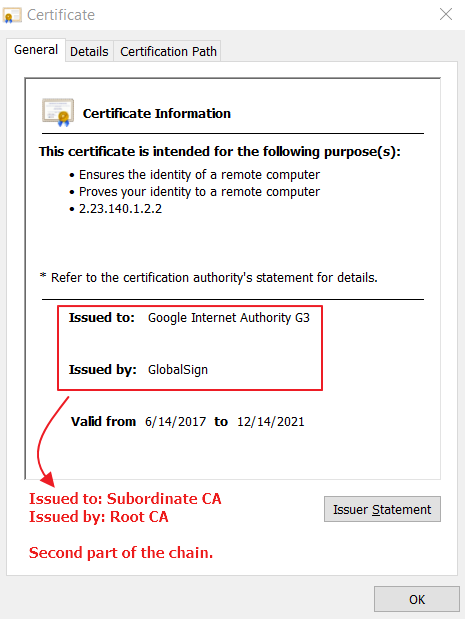 Certificate
General
Details
Certification Path
Certificate Information
This certificate is intended for the following purpose(s):
• Ensures the identity of a remote computer
• Proves your identity to a remote computer
• 2.23.140.1.2.2
* Refer to the certification authority's statement for details.
Issued to: Google Internet Authority G3
Issued by: GlobalSign
Valid from 6/14/2017 to 12/14/2021
Issued to: Subordinate CA
Issued by: Root CA
Issuer Statement
Second part of the chain.
OK